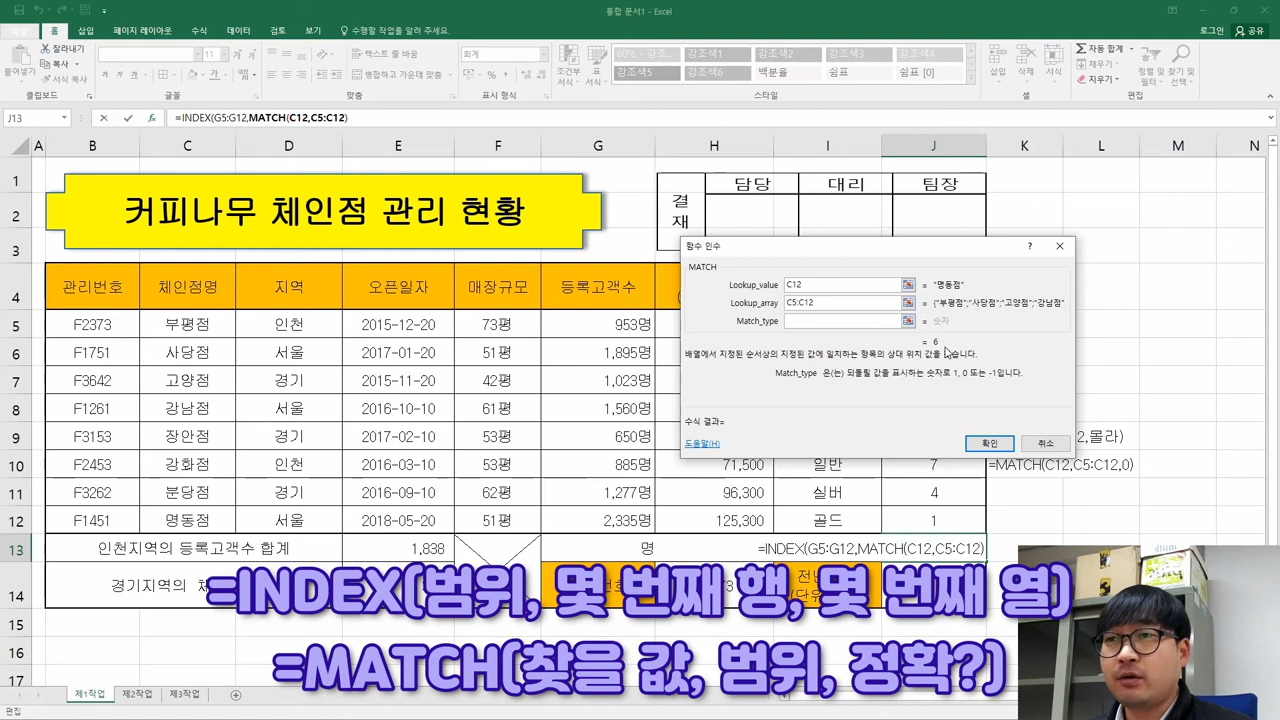 통합 문서1 - Excel
홈 삽입 페이지 레이아웃 수식 데이터 검토 보기 수행할 작업을 알려 주세요. 로그인 공유
붙여넣기 잘라내기 복사 서식 복사
11
가 가 가
텍스트 줄 바꿈
병합하고 가운데 맞춤
회계
조건부 서식 표 서식
60% - 강조... 강조색1 강조색2 강조색3 강조색4
강조색5 강조색6 백분율 쉼표 쉼표 [0]
삽입 삭제 서식
자동 합계 채우기 지우기
정렬 및 필터 찾기 및 선택
클립보드 글꼴 맞춤 표시 형식 스타일 셀 편집
J13 =INDEX(G5:G12,MATCH(C12,C5:C12)
A B C D E F G H I J K L M N
1 담당 대리 팀장
2 커피나무 체인점 관리 현황 결재
3
4 관리번호 체인점명 지역 오픈일자 매장규모 등록고객수
5 F2373 부평점 인천 2015-12-20 73평 953명
6 F1751 사당점 서울 2017-01-20 51평 1,895명
7 F3642 고양점 경기 2015-11-20 42평 1,023명
8 F1261 강남점 서울 2016-10-10 61평 1,560명
9 F3153 장안점 경기 2017-02-10 53평 650명 ,몰라)
10 F2453 강화점 인천 2016-03-10 53평 885명 71,500 일반 7 =MATCH(C12,C5:C12,0)
11 F3262 분당점 경기 2016-09-10 62평 1,277명 96,300 실버 4
12 F1451 명동점 서울 2018-05-20 51평 2,335명 125,300 골드 1
13 인천지역의 등록고객수 합계 1,838 명 =INDEX(G5:G12,MATCH(C12,C5:C12)
14 경기지역의
15
16
17
함수 인수 ?
MATCH
Lookup_value C12 = "명동점"
Lookup_array C5:C12 = {"부평점";"사당점";"고양점";"강남점"
Match_type = 숫자
= 6
배열에서 지정된 순서상의 지정된 값에 일치하는 항목의 상대 위치 값을 찾습니다.
Match_type 은(는) 되돌릴 값을 표시하는 숫자로 1, 0 또는 -1입니다.
수식 결과=
도움말(H) 확인 취소
=INDEX(범위, 몇 번째 행, 몇 번째 열)
=MATCH(찾을 값, 범위, 정확?)
제1작업 제2작업 제3작업
편집